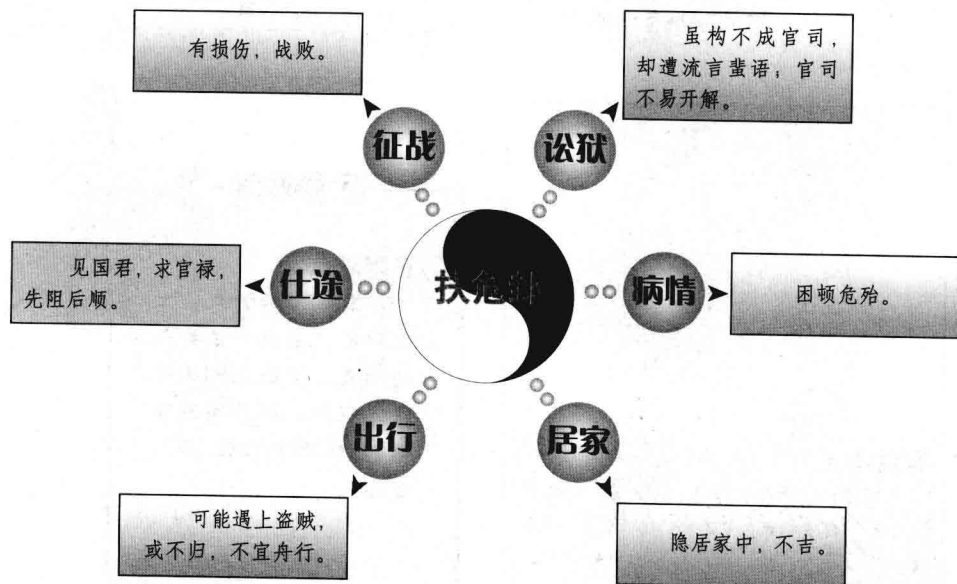 有损伤，战败。
虽构不成官司，
却遭流言蜚语；官司
不易开解。
征战
讼狱
见国君，求官禄，
先阻后顺。
仕途
扶危卦
病情
困顿危殆。
出行
居家
可能遇上盗贼，
或不归，不宜舟行。
隐居家中，不吉。